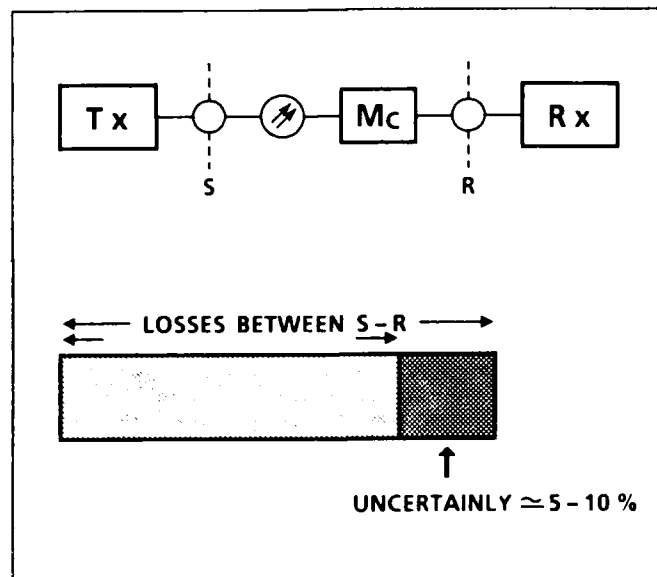 Tx Mc Rx
S R
LOSSES BETWEEN S-R
UNCERTAINLY ≃ 5 - 10 %